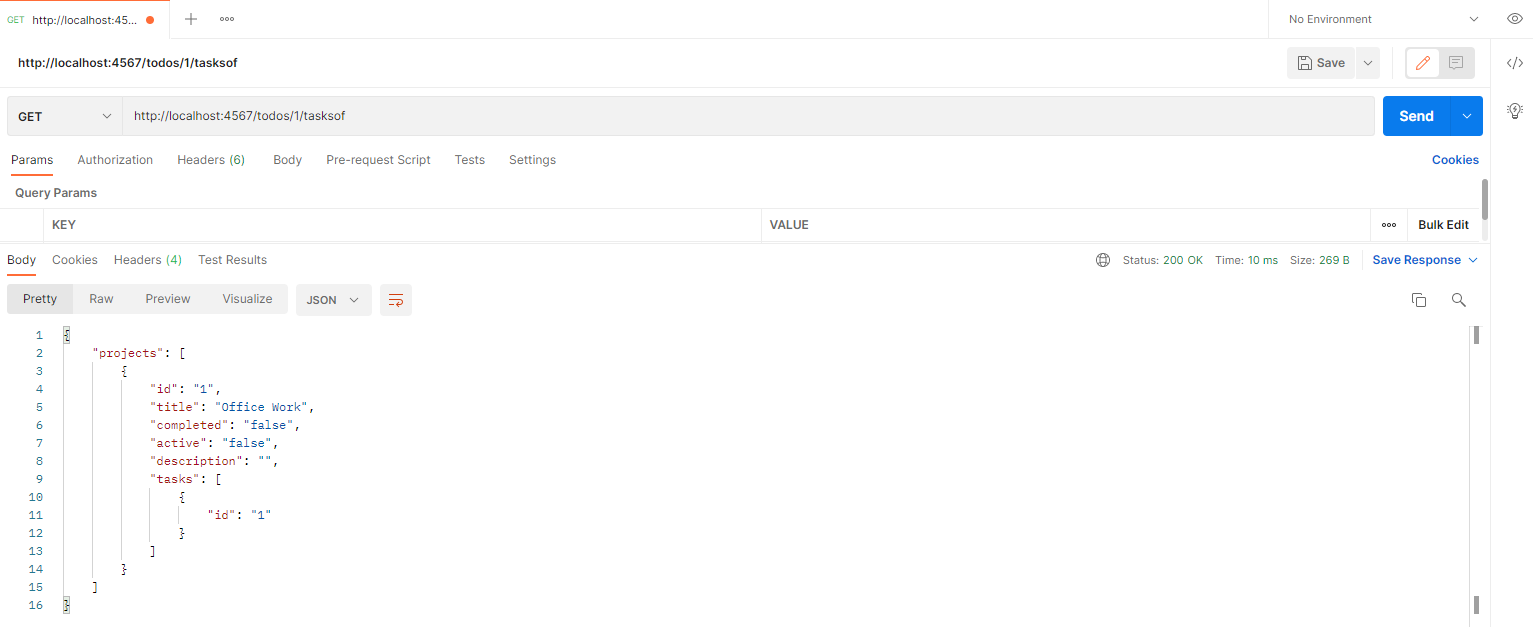 GET http://localhost:45...
No Environment
http://localhost:4567/todos/1/tasksof
Save
GET http://localhost:4567/todos/1/tasksof
Send
Params Authorization Headers (6) Body Pre-request Script Tests Settings Cookies
Query Params
KEY VALUE Bulk Edit
Body Cookies Headers (4) Test Results Status: 200 OK Time: 10 ms Size: 269 B Save Response
Pretty Raw Preview Visualize JSON
1 {
2 "projects": [
3 {
4 "id": "1",
5 "title": "Office Work",
6 "completed": "false",
7 "active": "false",
8 "description": "",
9 "tasks": [
10 {
11 "id": "1"
12 }
13 ]
14 }
15 ]
16 }